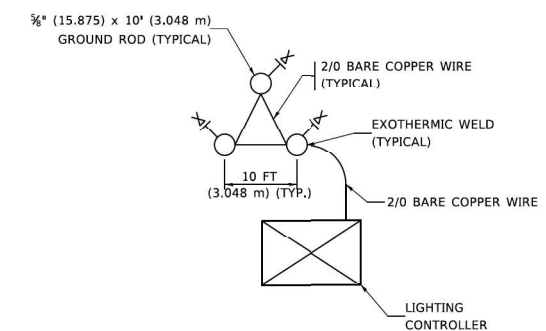 ⅝" (15.875) x 10' (3.048 m)
GROUND ROD (TYPICAL)
2/0 BARE COPPER WIRE
(TYPICAL)
EXOTHERMIC WELD
(TYPICAL)
10 FT
(3.048 m) (TYP.)
2/0 BARE COPPER WIRE
LIGHTING
CONTROLLER